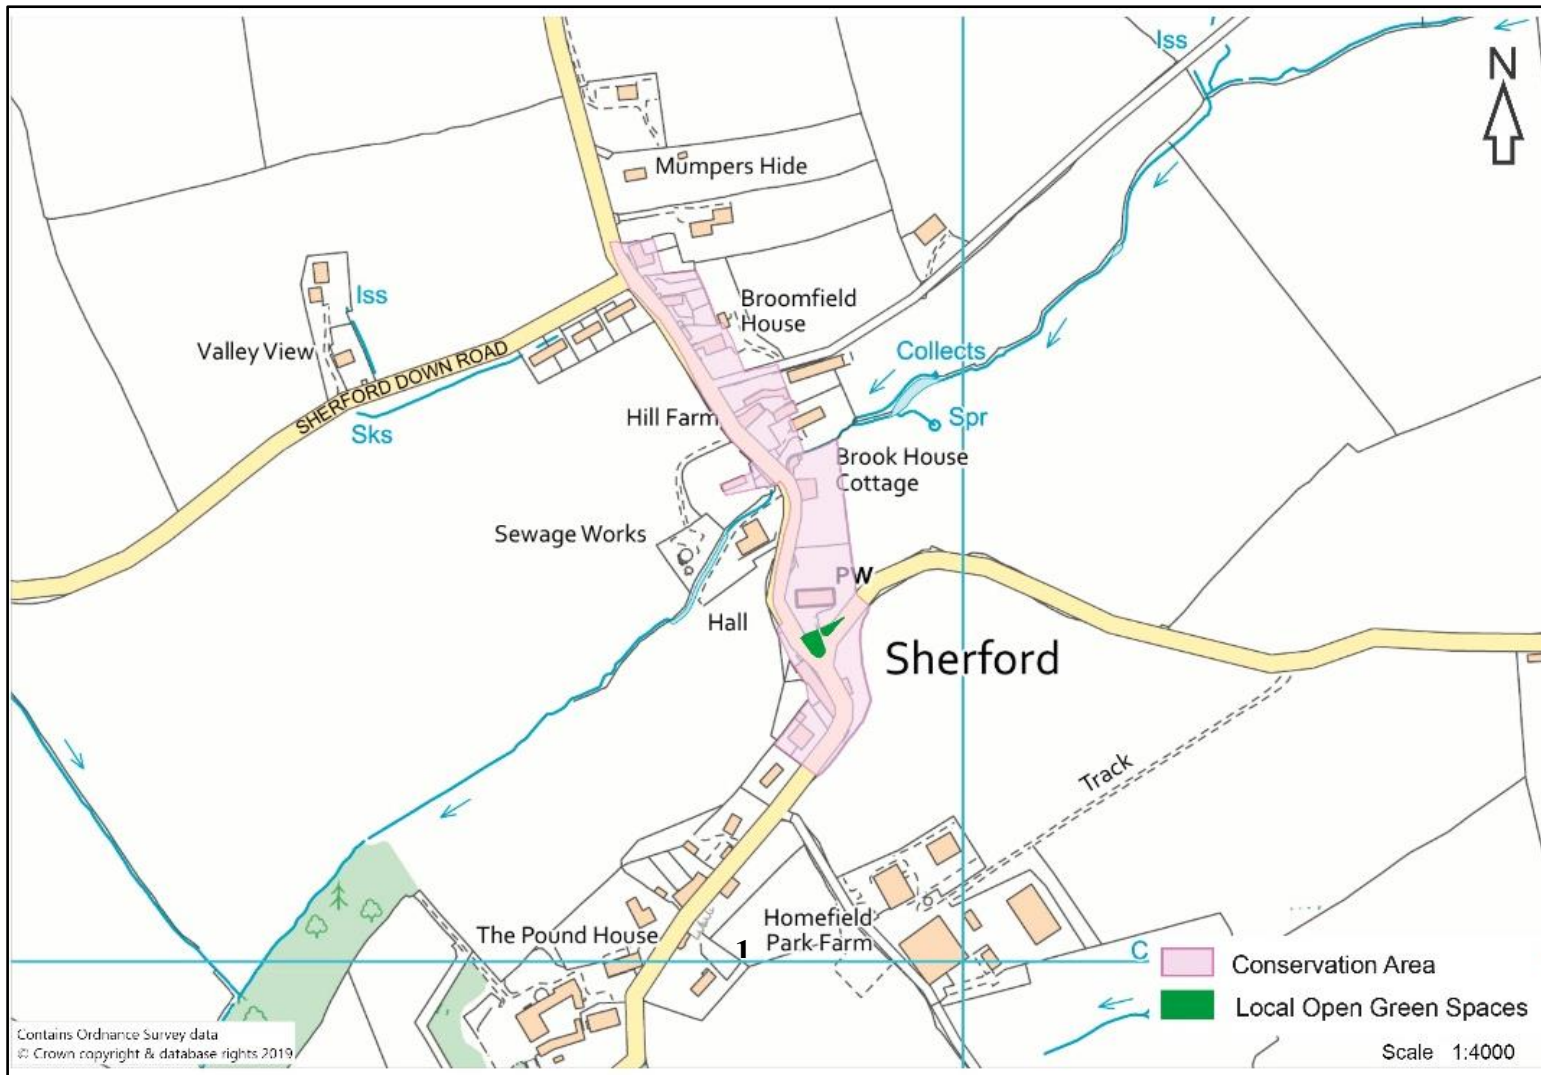 Iss
N
Mumpers Hide
Iss
Broomfield
House
Valley View
SHERFORD DOWN ROAD
Collects
Hill Farm
Sks
Spr
Brook House
Cottage
Sewage Works
PW
Hall
Sherford
Track
The Pound House
1
Homefield
Park Farm
C
Conservation Area
Local Open Green Spaces
Contains Ordnance Survey data
© Crown copyright & database rights 2019
Scale 1:4000